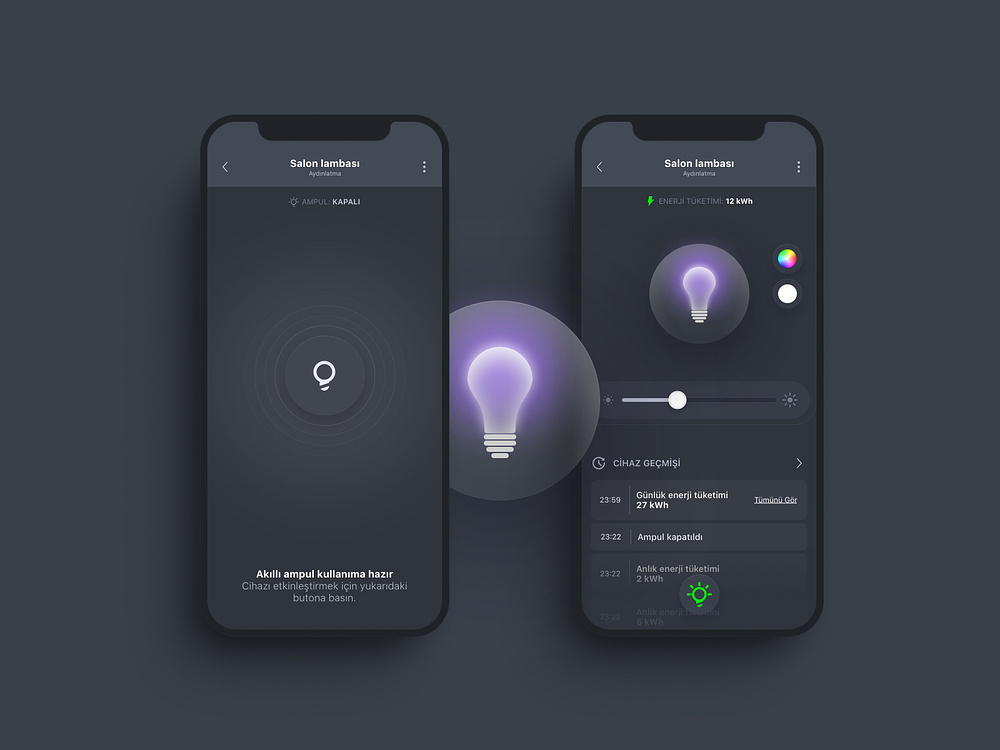 Salon lambası
Aydınlatma
AMPUL: KAPALI
Akıllı ampul kullanıma hazır
Cihazı etkinleştirmek için yukarıdaki
butona basın.
Salon lambası
Aydınlatma
ENERJİ TÜKETİMİ: 12 kWh
CİHAZ GEÇMİŞİ
23:59 Günlük enerji tüketimi Tümünü Gör
27 kWh
23:22 Ampul kapatıldı
23:22 Anlık enerji tüketimi
2 kWh
23:22 Anlık enerji tüketimi
5 kWh